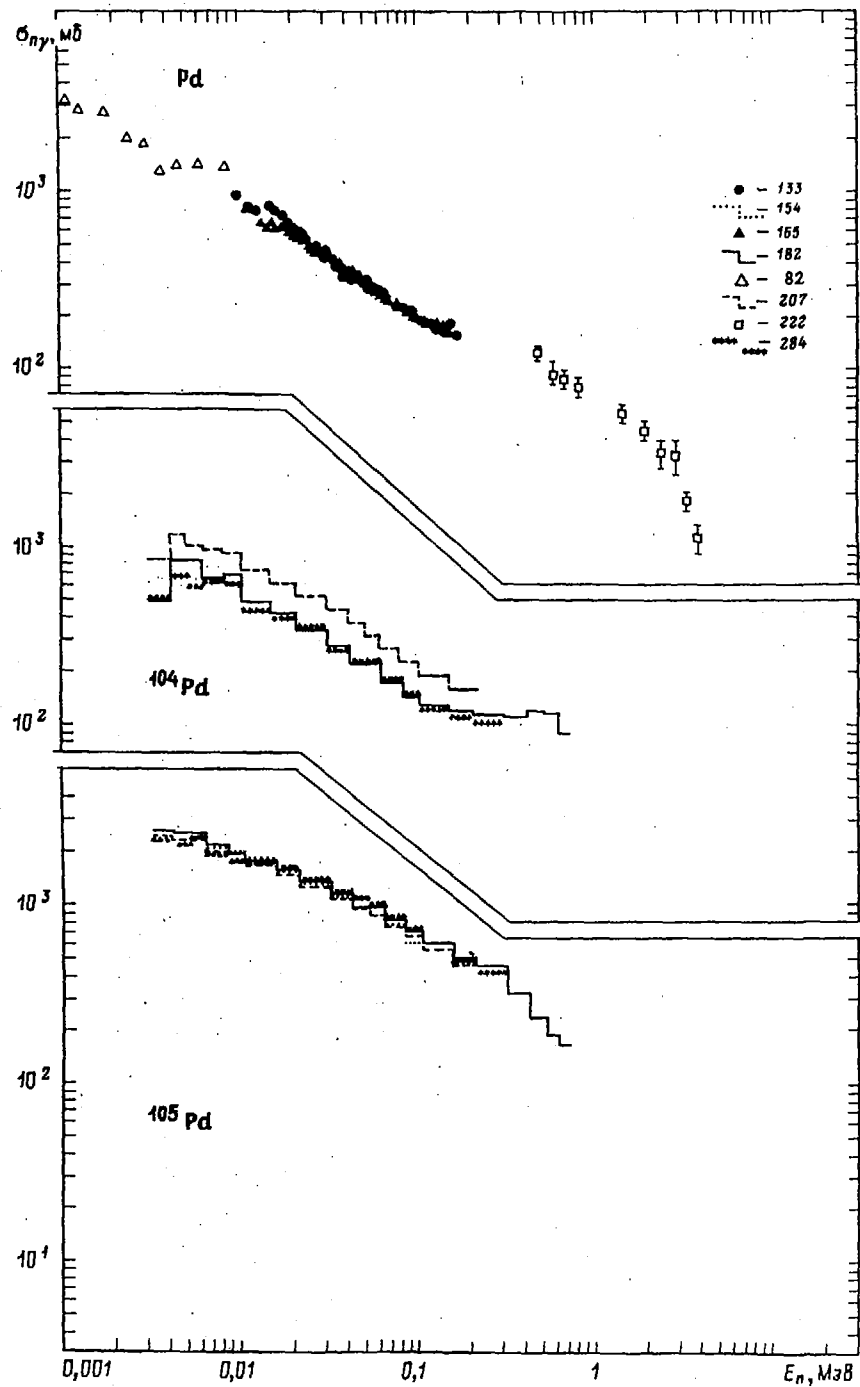 σnγ, мб
Pd
10³
● – 133
– 154
▲ – 165
– 182
△ – 82
– 207
□ – 222
– 284
10²
10³
¹⁰⁴Pd
10²
10³
10²
¹⁰⁵Pd
10¹
0,001 0,01 0,1 1 Eп, МэВ